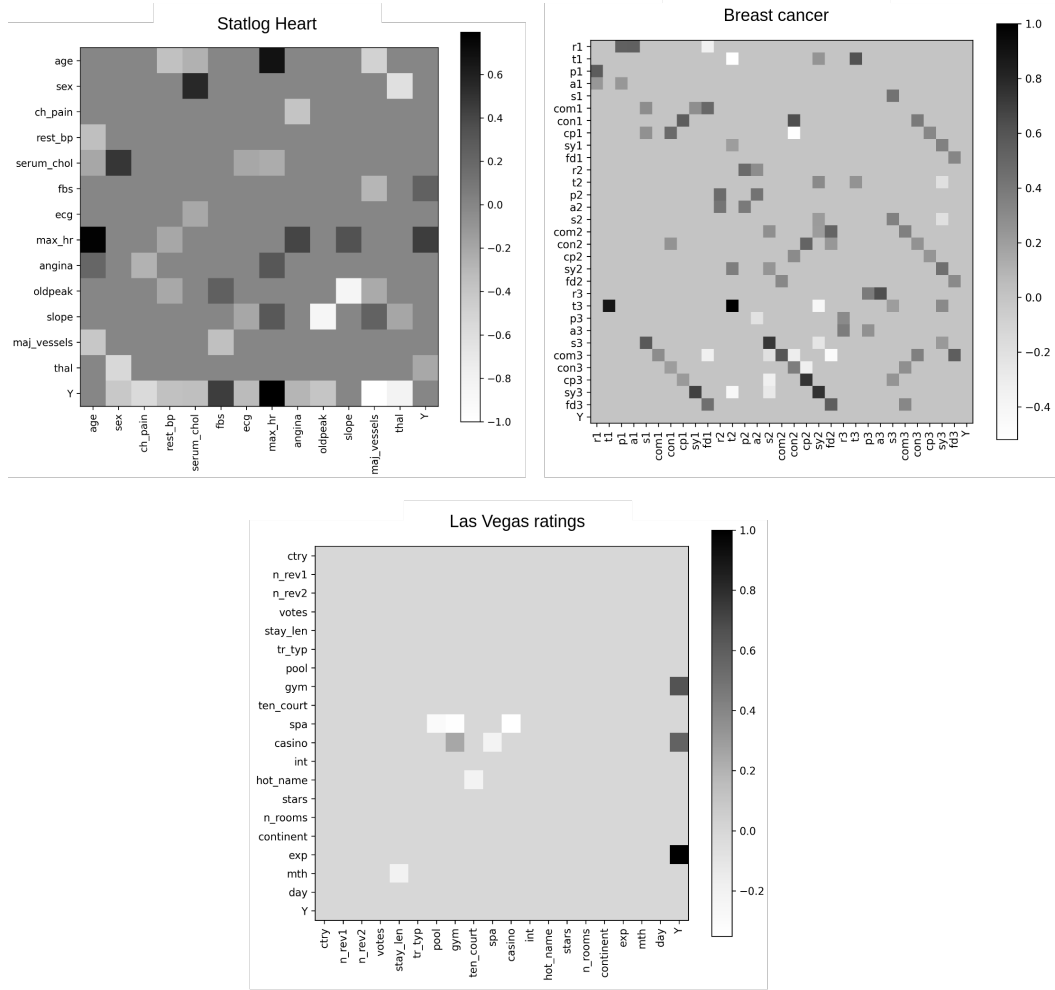 Statlog Heart
age
sex
ch_pain
rest_bp
serum_chol
fbs
ecg
max_hr
angina
oldpeak
slope
maj_vessels
thal
Y
age sex ch_pain rest_bp serum_chol fbs ecg max_hr angina oldpeak slope maj_vessels thal Y
0.6
0.4
0.2
0.0
−0.2
−0.4
−0.6
−0.8
−1.0
Breast cancer
r1
t1
p1
a1
s1
com1
con1
cp1
sy1
fd1
r2
t2
p2
a2
s2
com2
con2
cp2
sy2
fd2
r3
t3
p3
a3
s3
com3
con3
cp3
sy3
fd3
Y
r1 t1 p1 a1 s1 com1 con1 cp1 sy1 fd1 r2 t2 p2 a2 s2 com2 con2 cp2 sy2 fd2 r3 t3 p3 a3 s3 com3 con3 cp3 sy3 fd3 Y
1.0
0.8
0.6
0.4
0.2
0.0
−0.2
−0.4
Las Vegas ratings
ctry
n_rev1
n_rev2
votes
stay_len
tr_typ
pool
gym
ten_court
spa
casino
int
hot_name
stars
n_rooms
continent
exp
mth
day
Y
ctry n_rev1 n_rev2 votes stay_len tr_typ pool gym ten_court spa casino int hot_name stars n_rooms continent exp mth day Y
1.0
0.8
0.6
0.4
0.2
0.0
−0.2